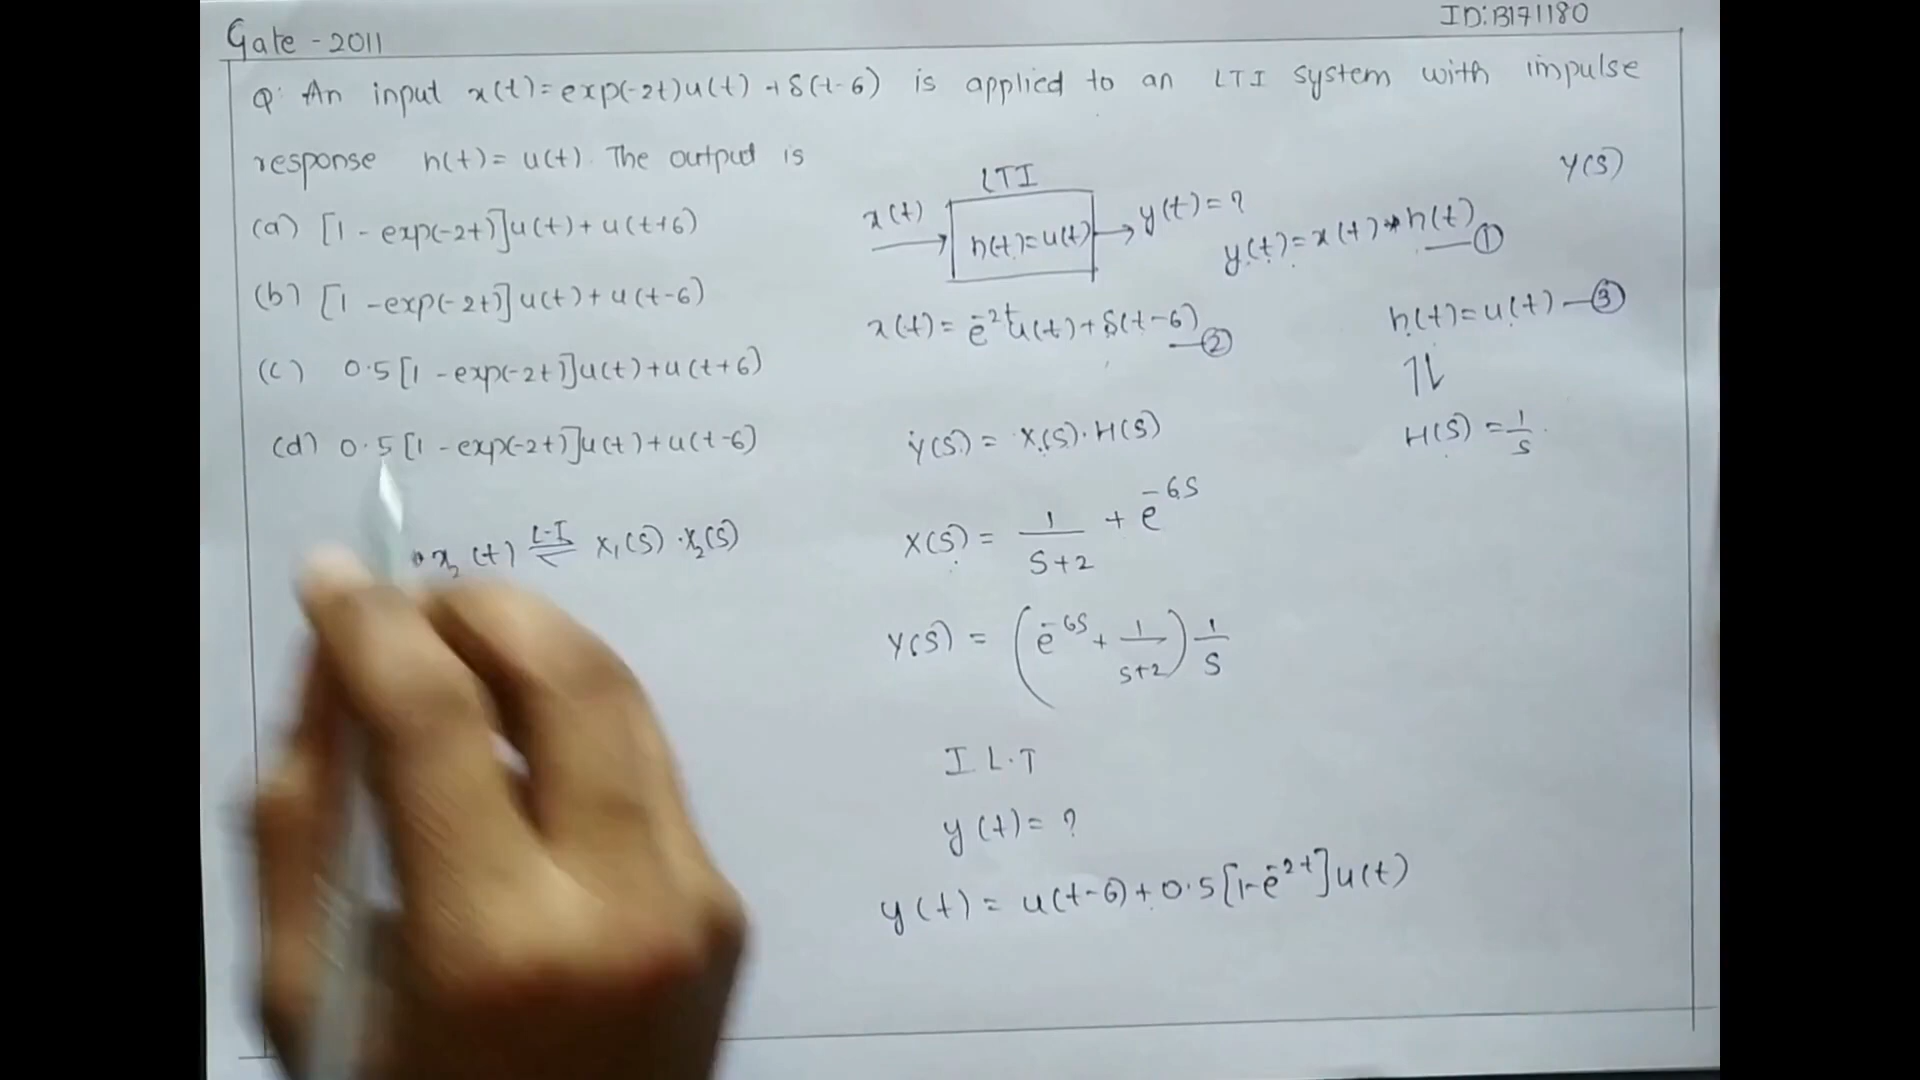 Gate - 2011
ID:B171180
Q: An input x(t)=exp(-2t)u(t)+δ(t-6) is applied to an LTI system with impulse
response h(t)=u(t). The output is
(a) [1-exp(-2t)]u(t)+u(t+6)
(b) [1-exp(-2t)]u(t)+u(t-6)
(c) 0.5[1-exp(-2t)]u(t)+u(t+6)
(d) 0.5[1-exp(-2t)]u(t)+u(t-6)
x₂(t) L.T ⇌ X₁(S)·X₂(S)
LTI
x(t) → h(t)=u(t) → y(t)=?
Y(S)
y(t)=x(t)*h(t) —①
x(t)=e^-2t u(t)+δ(t-6) —②
h(t)=u(t) —③
⇅
H(S)=1/S
Y(S)=X(S)·H(S)
X(S)=1/(S+2)+e^-6S
Y(S)=(e^-6S+1/(S+2))1/S
I L.T
y(t)=?
y(t)=u(t-6)+0.5[1-e^-2t]u(t)